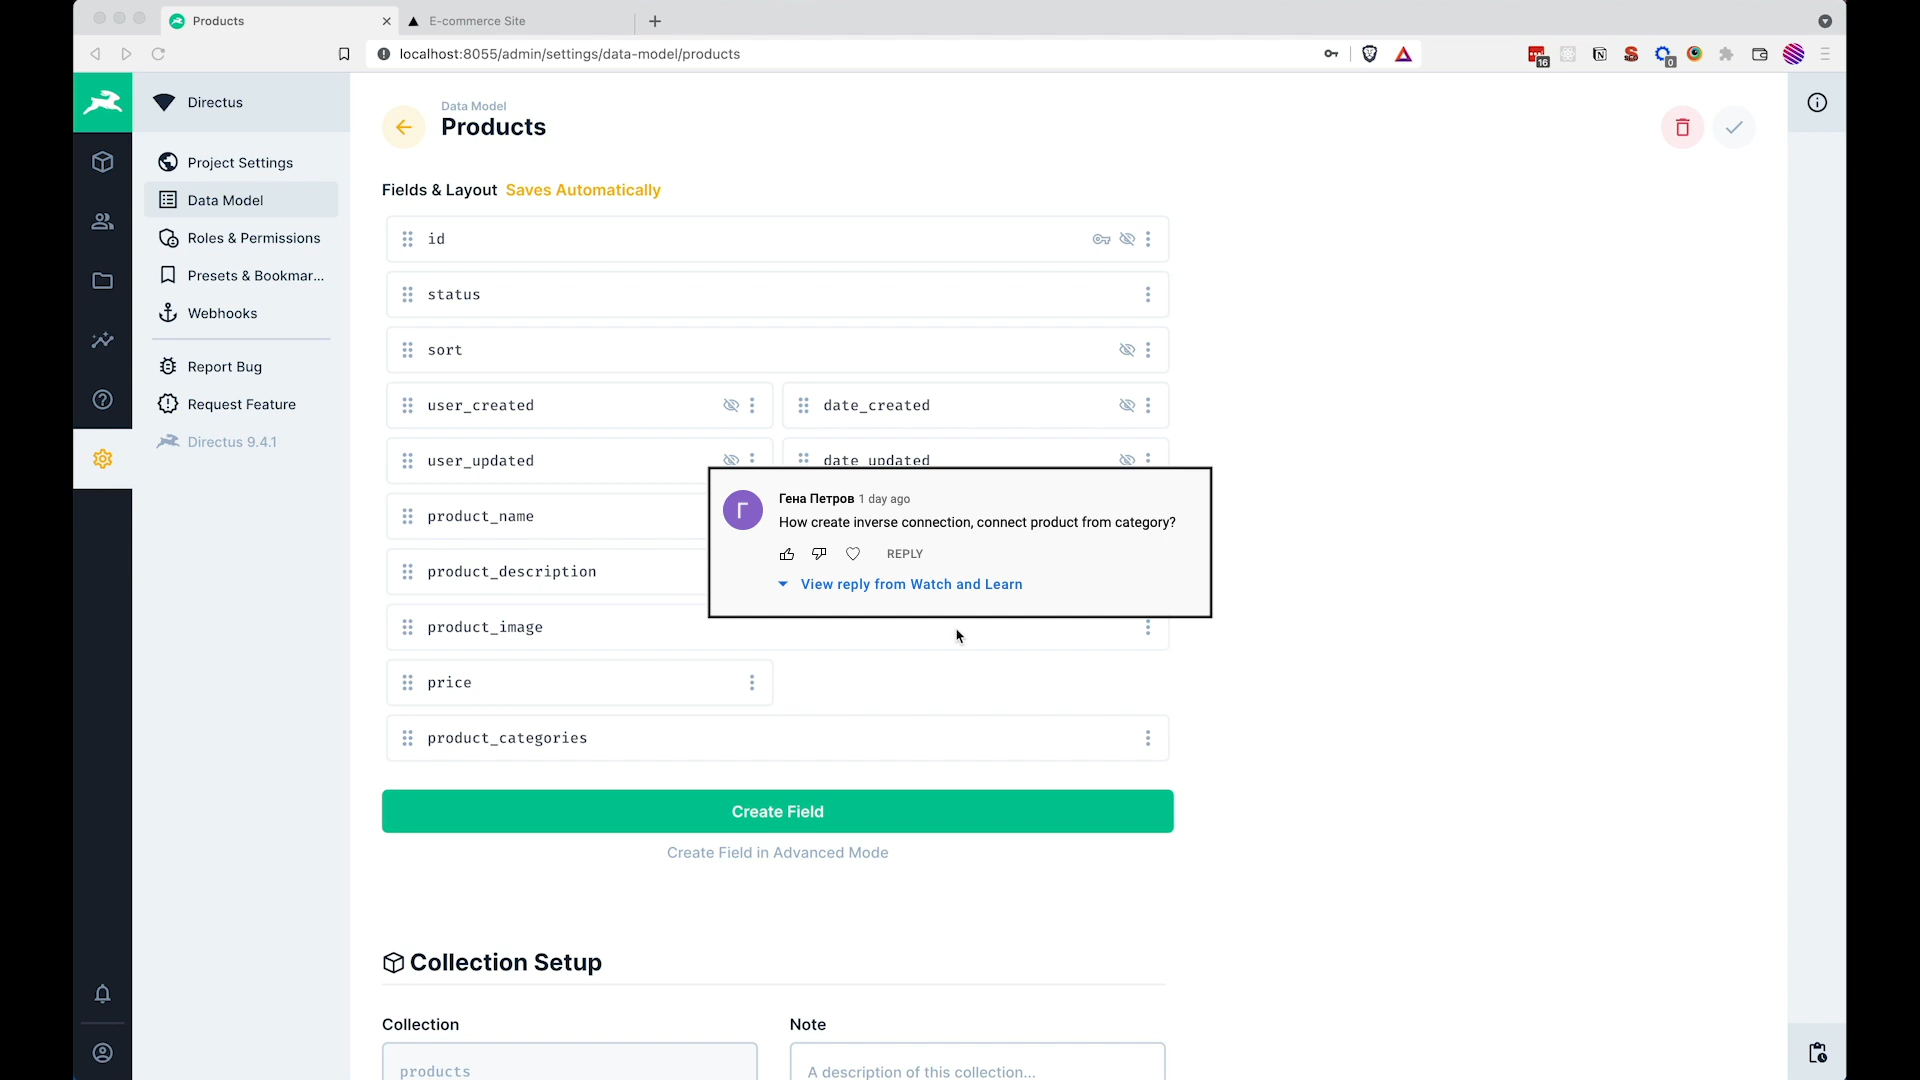 Products
E-commerce Site
localhost:8055/admin/settings/data-model/products
16
0
Directus
Project Settings
Data Model
Roles & Permissions
Presets & Bookmar...
Webhooks
Report Bug
Request Feature
Directus 9.4.1
Data Model
Products
Fields & Layout Saves Automatically
id
status
sort
user_created
date_created
user_updated
date_updated
product_name
product_description
product_image
price
product_categories
Г
Гена Петров 1 day ago
How create inverse connection, connect product from category?
REPLY
View reply from Watch and Learn
Create Field
Create Field in Advanced Mode
Collection Setup
Collection
Note
products
A description of this collection...